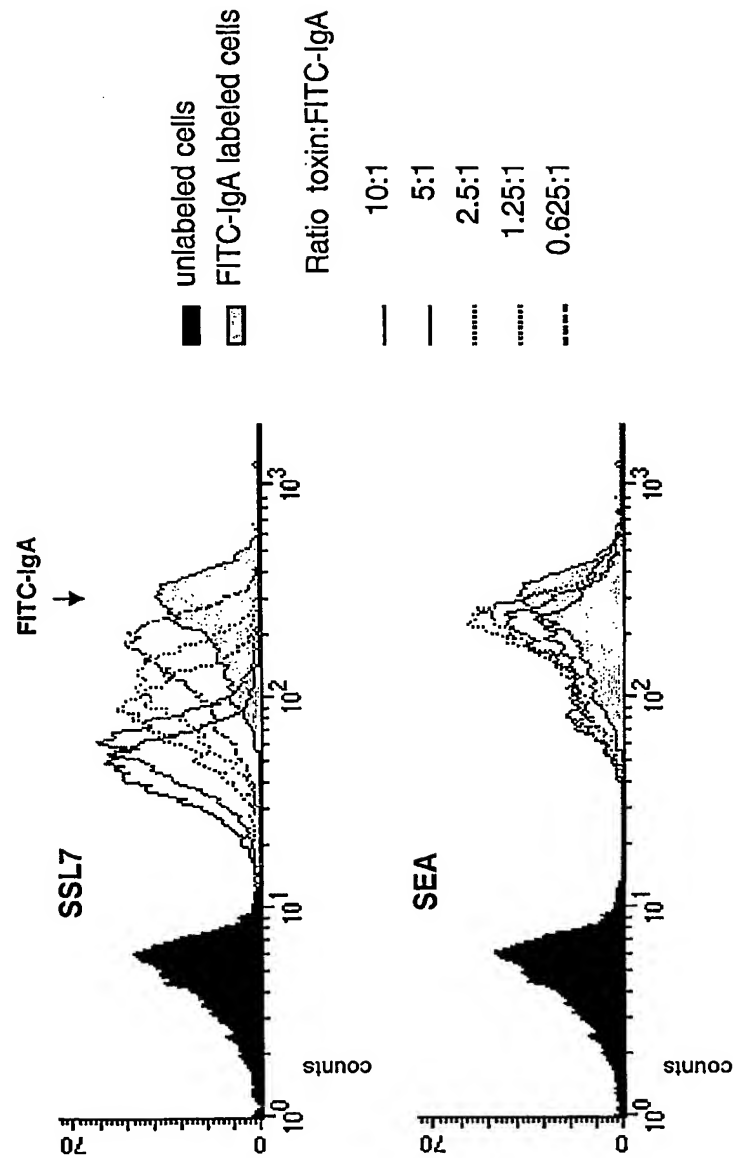 FITC-IgA
SSL7
70
0
counts
10^0
10^1
10^2
10^3
SEA
70
0
counts
10^0
10^1
10^2
10^3
unlabeled cells
FITC-IgA labeled cells
Ratio toxin:FITC-IgA
10:1
5:1
2.5:1
1.25:1
0.625:1